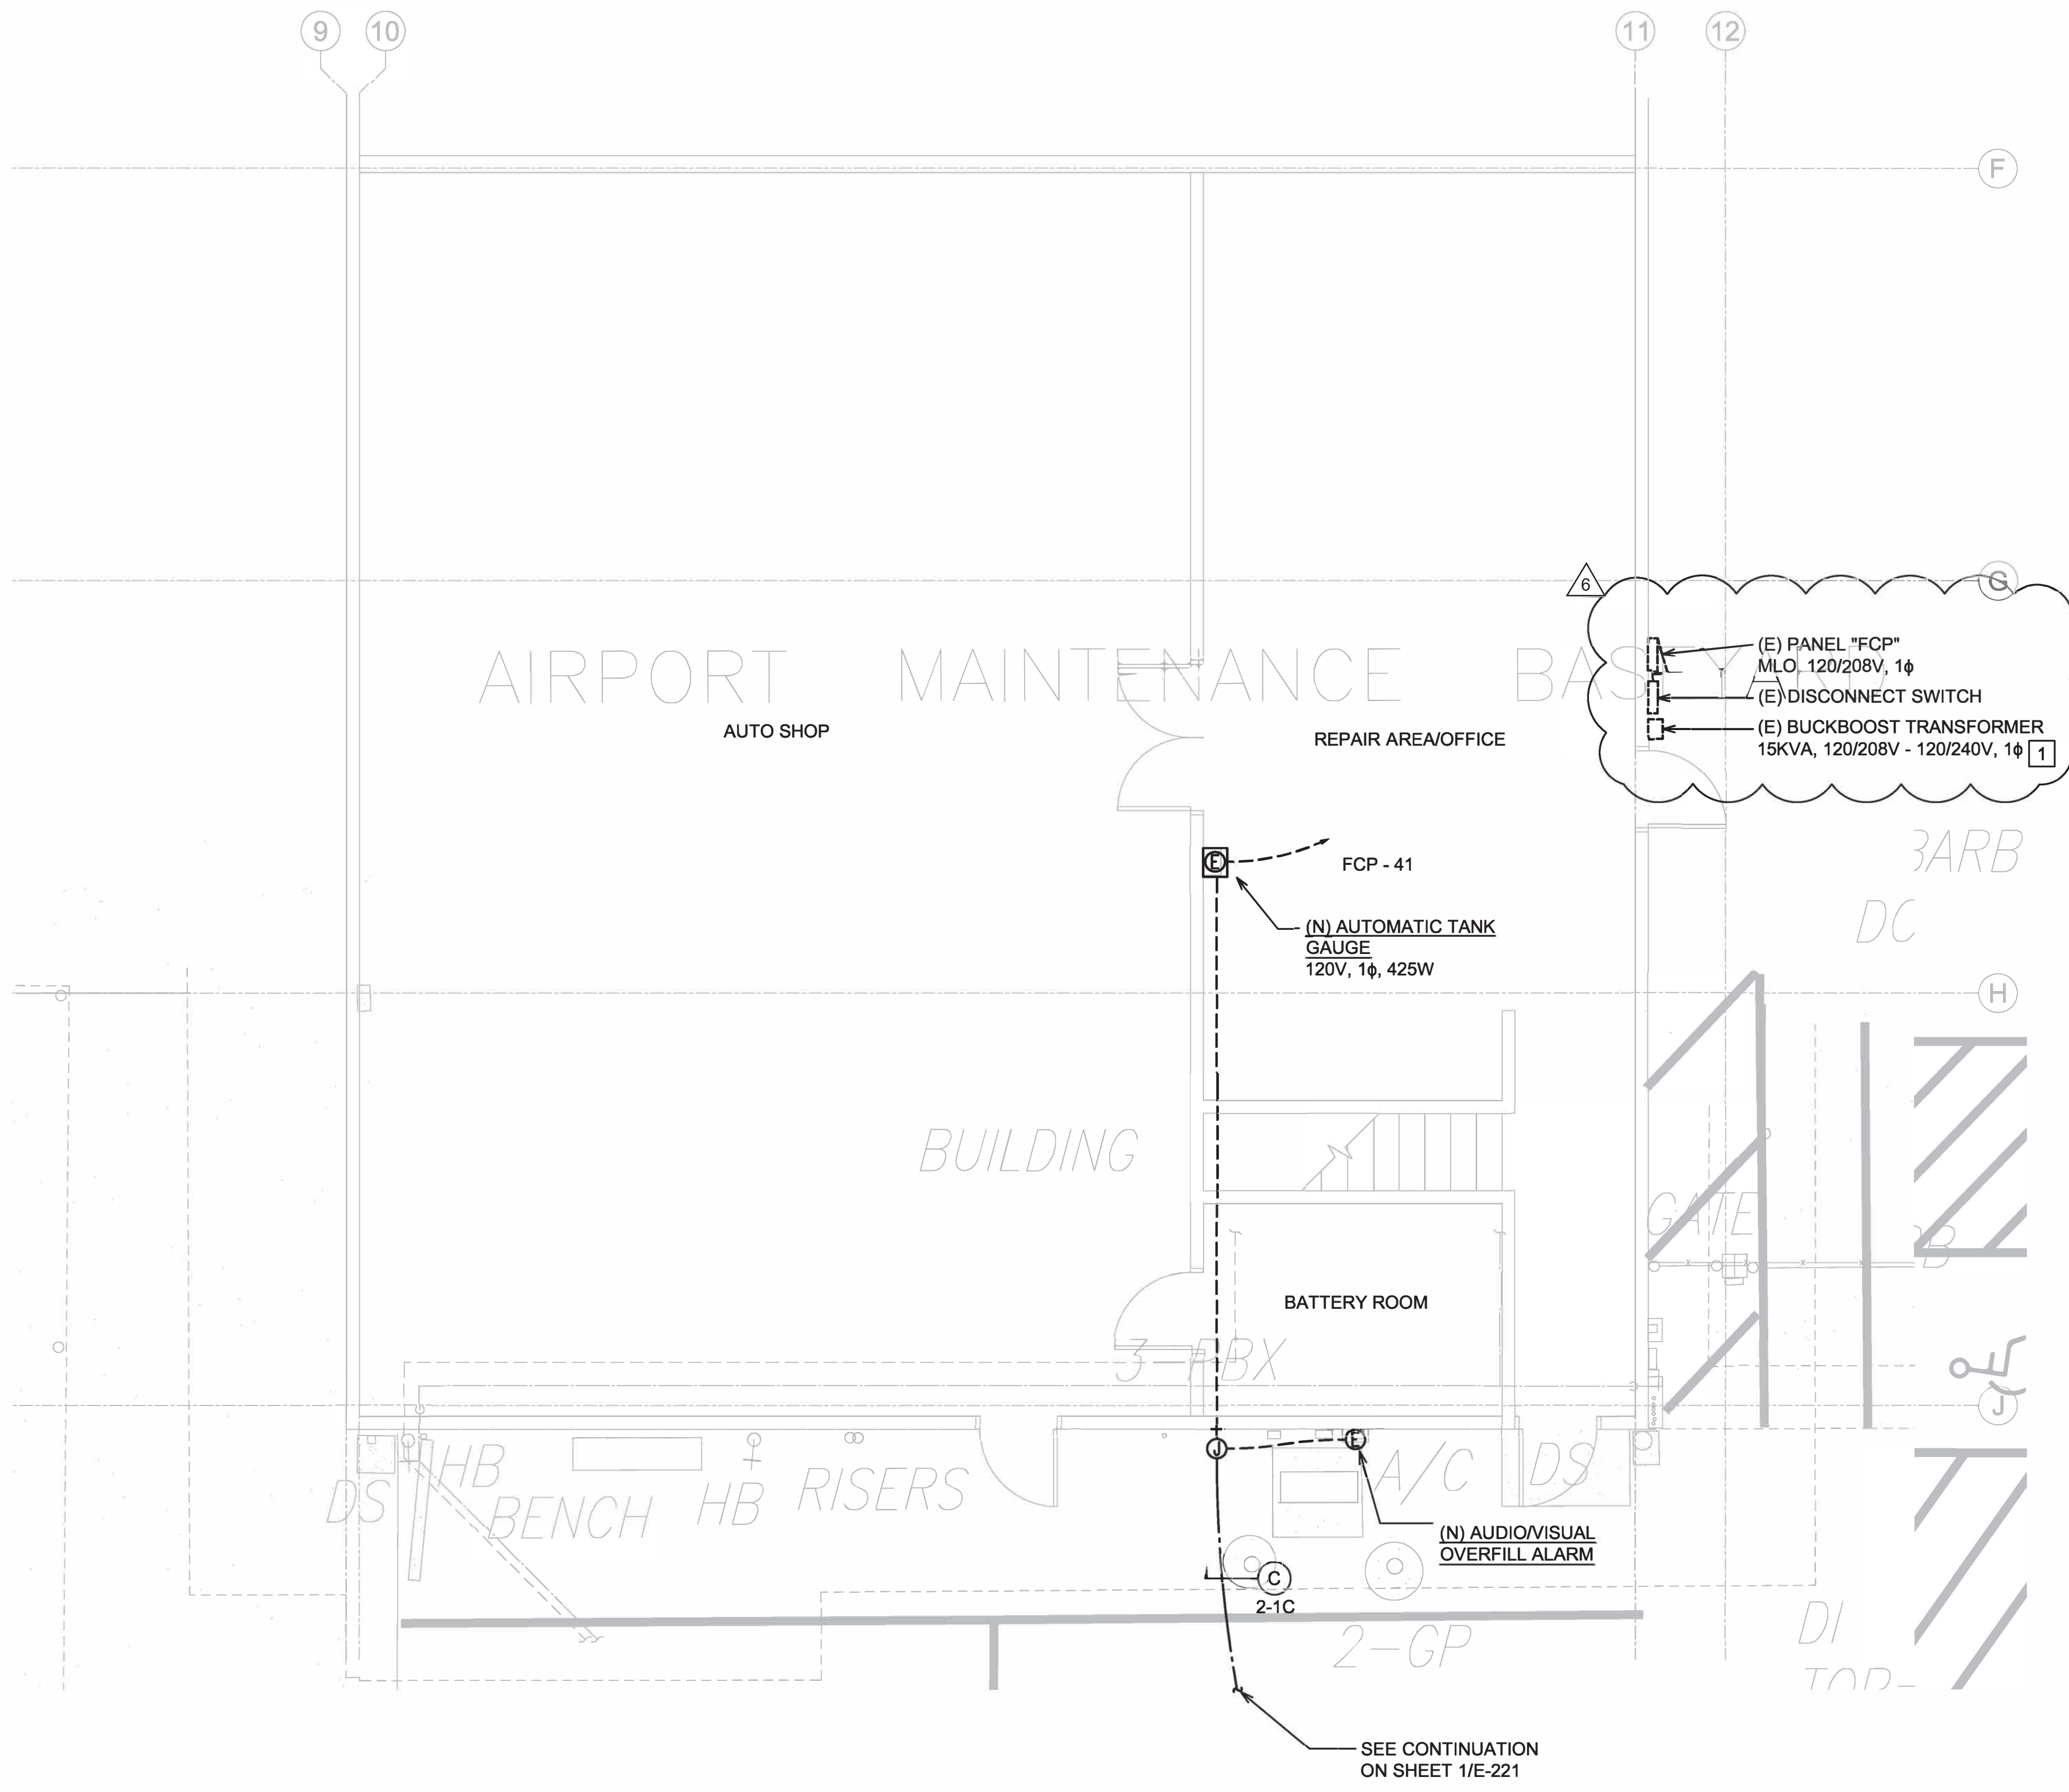 9
10
11
12
F
6
G
(E) PANEL "FCP"
MLO, 120/208V, 1ϕ
(E) DISCONNECT SWITCH
(E) BUCKBOOST TRANSFORMER
15KVA, 120/208V - 120/240V, 1ϕ 1
AIRPORT MAINTENANCE BASEYARD
AUTO SHOP
REPAIR AREA/OFFICE
E
FCP - 41
(N) AUTOMATIC TANK
GAUGE
120V, 1ϕ, 425W
H
BUILDING
GATE
BATTERY ROOM
J
J
E
HB
DS
BENCH
HB
RISERS
A/C
DS
(N) AUDIO/VISUAL
OVERFILL ALARM
C
2-1C
2-GP
DI
SEE CONTINUATION
ON SHEET 1/E-221